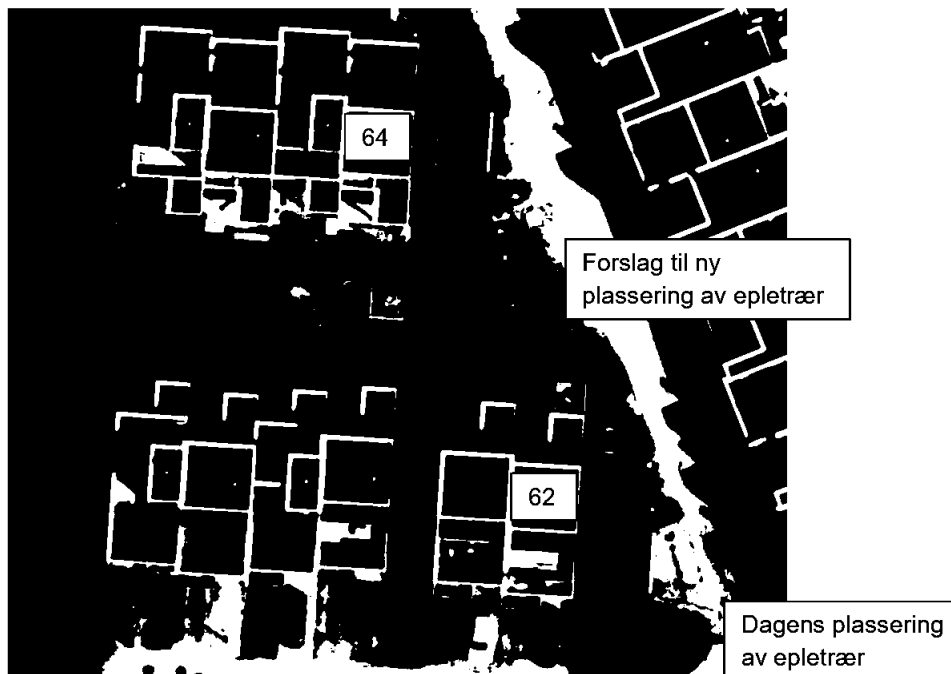 64
Forslag til ny
plassering av epletrær
62
Dagens plassering
av epletrær